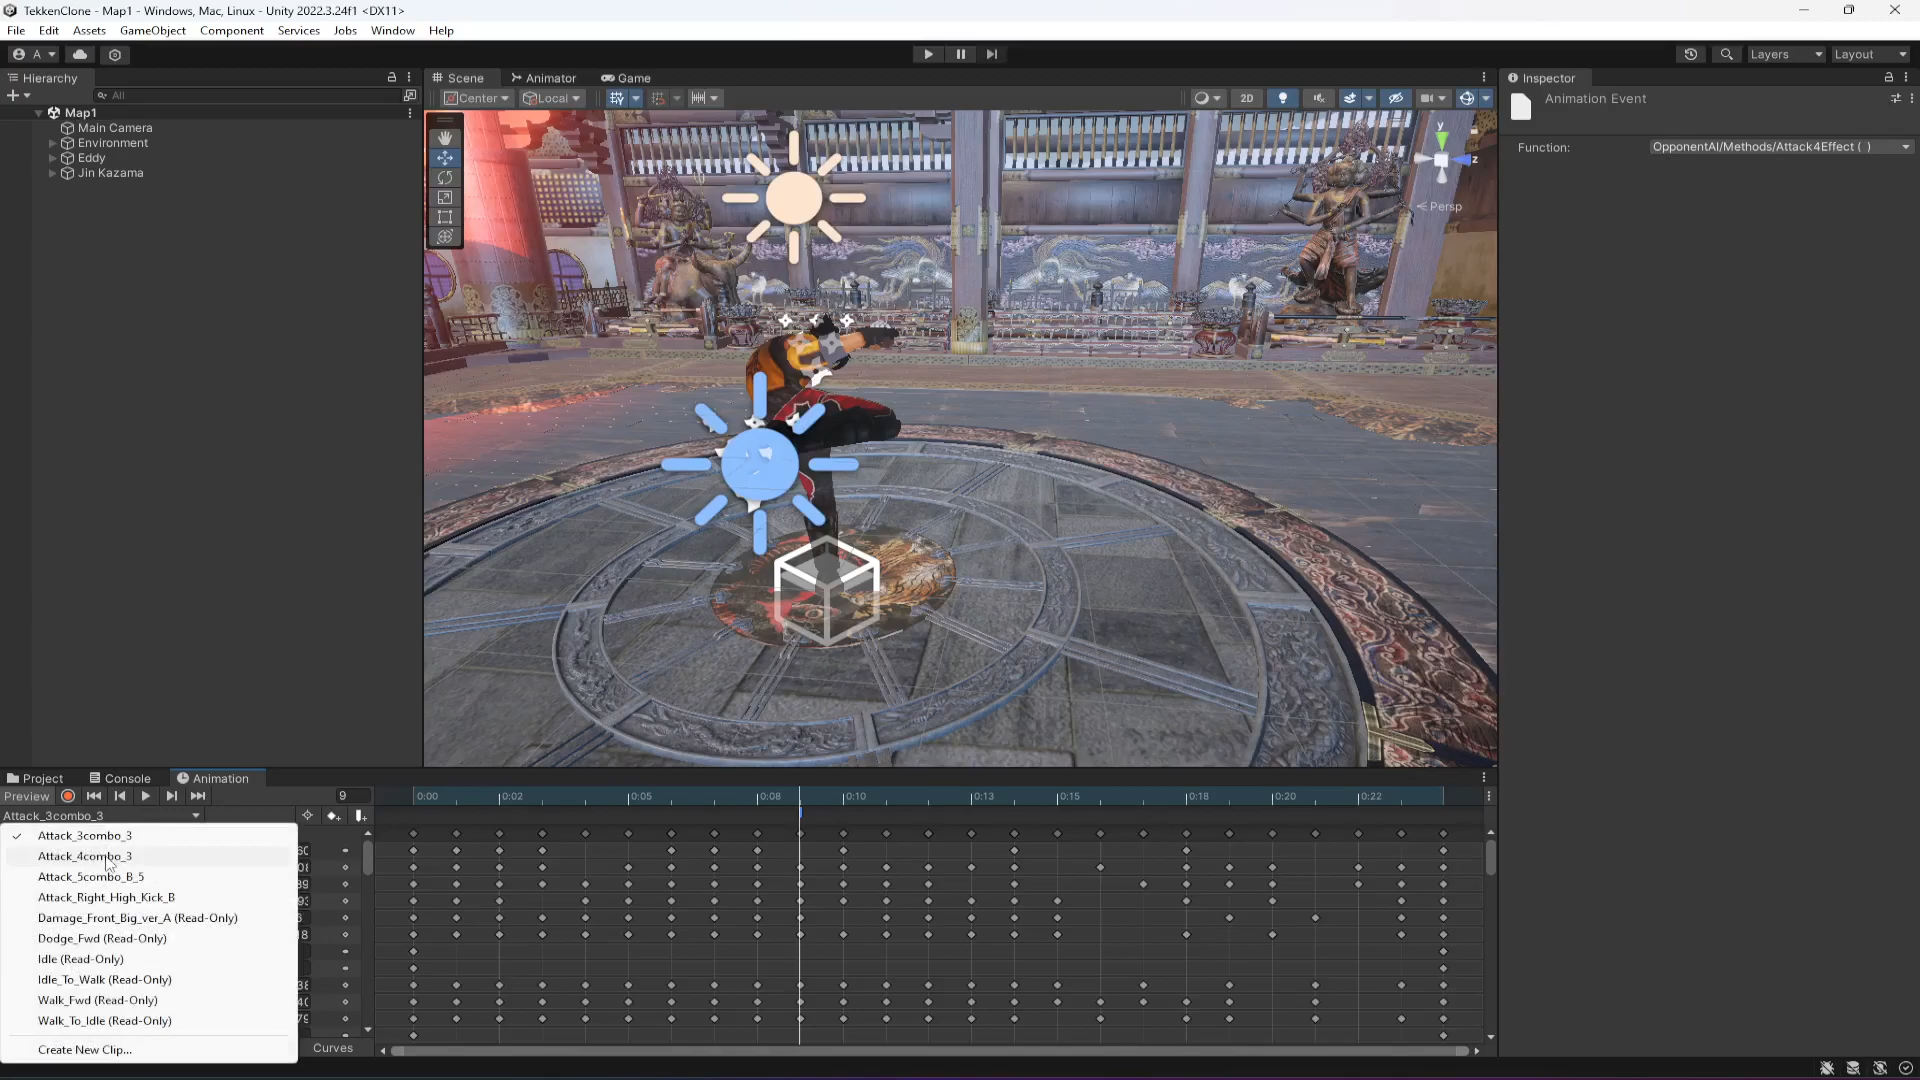 TekkenClone - Map1 - Windows, Mac, Linux - Unity 2022.3.24f1 <DX11>
File Edit Assets GameObject Component Services Jobs Window Help
A
Layers
Layout
Hierarchy
All
Map1
Main Camera
Environment
Eddy
Jin Kazama
Scene
Animator
Game
Center
Local
2D
y
z
Persp
Inspector
Animation Event
Function:
OpponentAI/Methods/Attack4Effect ( )
Project
Console
Animation
Preview
9
0:00
0:02
0:05
0:08
0:10
0:13
0:15
0:18
0:20
0:22
Attack_3combo_3
Attack_3combo_3
Attack_4combo_3
Attack_5combo_B_5
Attack_Right_High_Kick_B
Damage_Front_Big_ver_A (Read-Only)
Dodge_Fwd (Read-Only)
Idle (Read-Only)
Idle_To_Walk (Read-Only)
Walk_Fwd (Read-Only)
Walk_To_Idle (Read-Only)
Create New Clip...
Curves